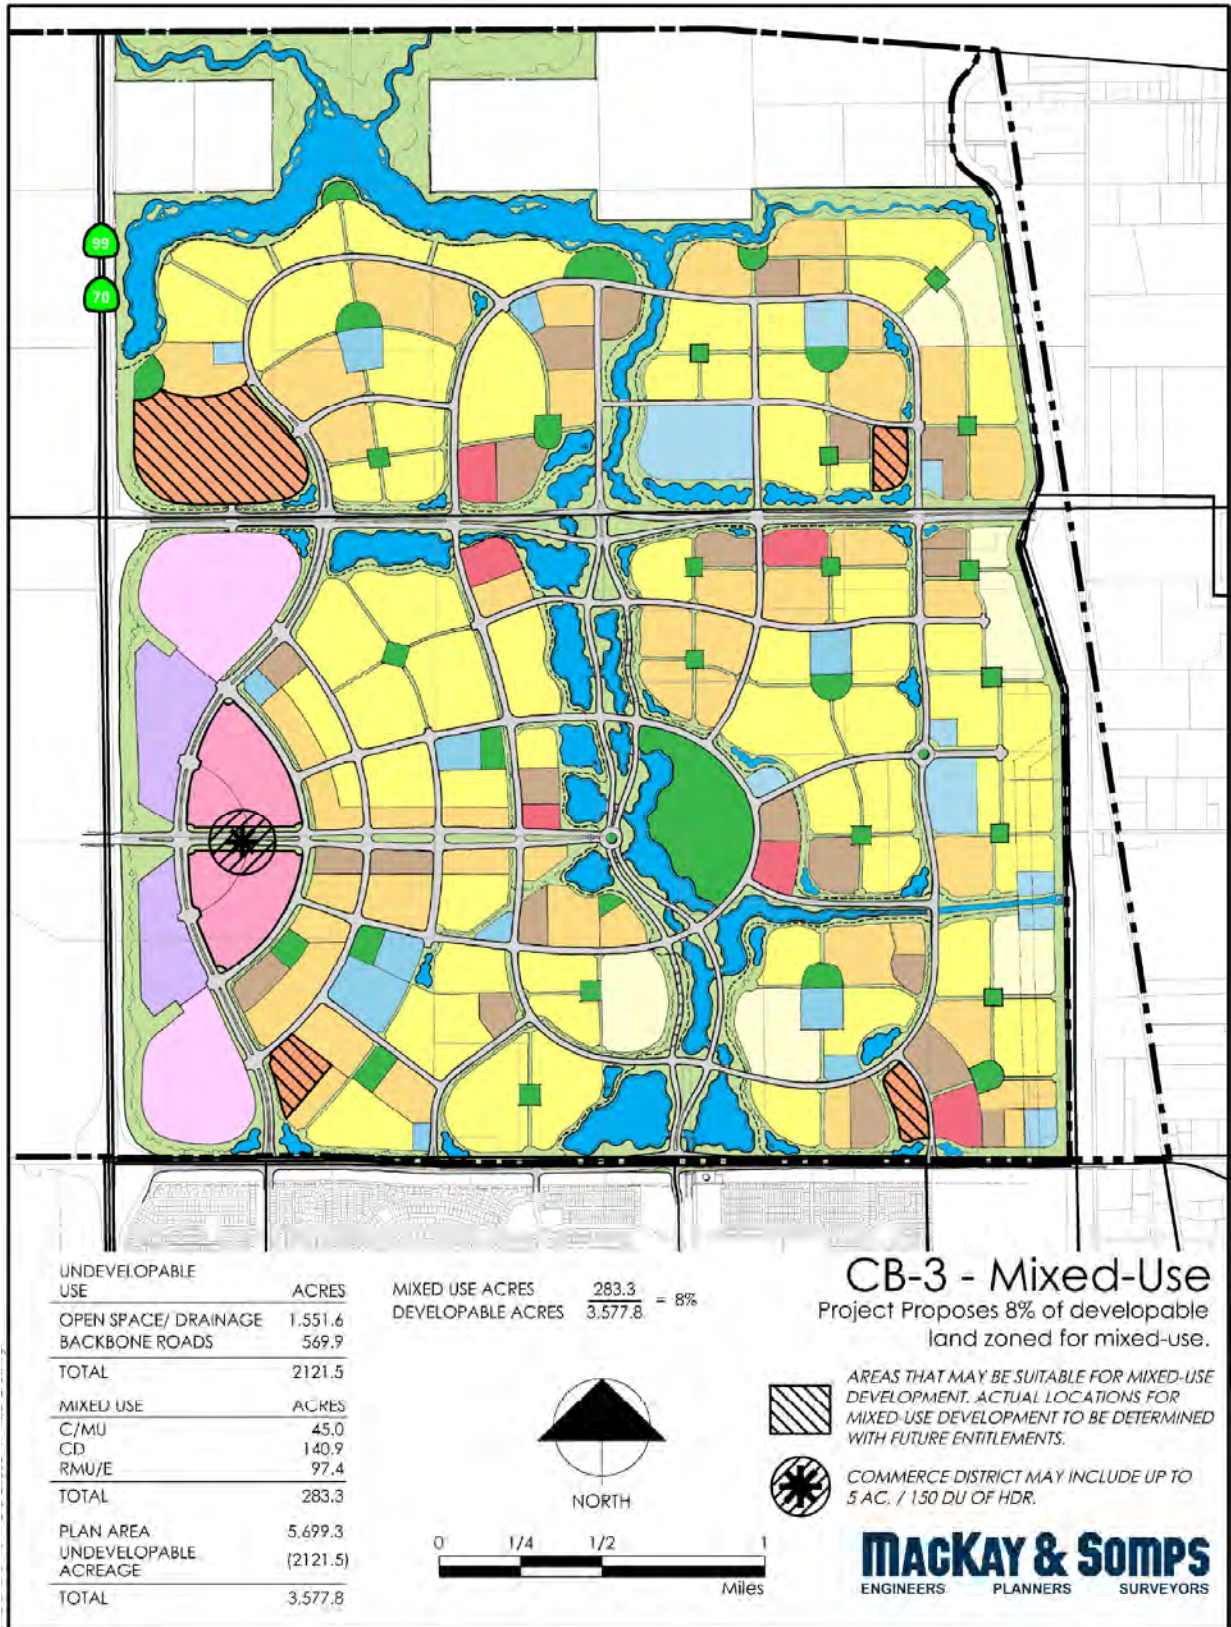 99
70
UNDEVELOPABLE
USE ACRES
OPEN SPACE/ DRAINAGE 1.551.6
BACKBONE ROADS 569.9
TOTAL 2121.5
MIXED USE ACRES
C/MU 45.0
CD 140.9
RMU/E 97.4
TOTAL 283.3
PLAN AREA 5.699.3
UNDEVELOPABLE
ACREAGE (2121.5)
TOTAL 3.577.8
MIXED USE ACRES 283.3
DEVELOPABLE ACRES 3.577.8 = 8%
NORTH
0 1/4 1/2 1
Miles
CB-3 - Mixed-Use
Project Proposes 8% of developable
land zoned for mixed-use.
AREAS THAT MAY BE SUITABLE FOR MIXED-USE
DEVELOPMENT. ACTUAL LOCATIONS FOR
MIXED-USE DEVELOPMENT TO BE DETERMINED
WITH FUTURE ENTITLEMENTS.
COMMERCE DISTRICT MAY INCLUDE UP TO
5 AC. / 150 DU OF HDR.
MACKAY & SOMPS
ENGINEERS PLANNERS SURVEYORS